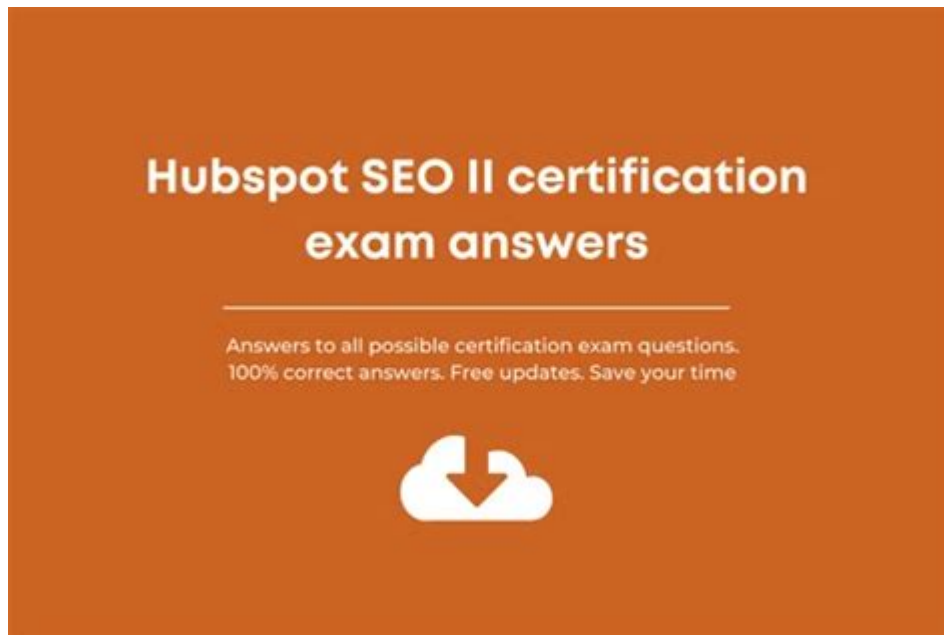 Hubspot SEO II certification
exam answers
Answers to all possible certification exam questions.
100% correct answers. Free updates. Save your time